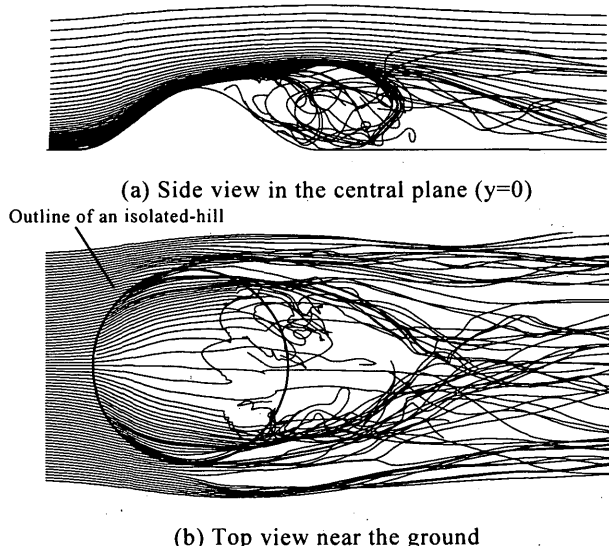 (a) Side view in the central plane (y=0)
Outline of an isolated-hill
(b) Top view near the ground